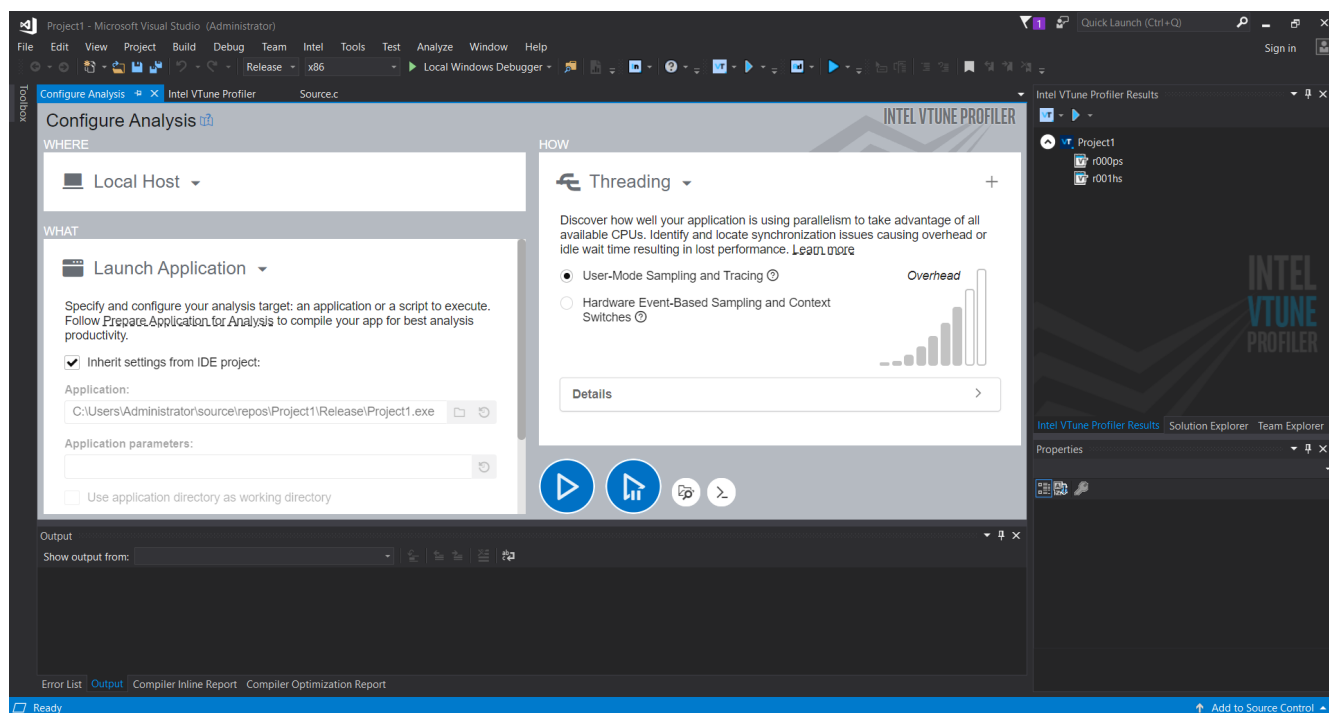 Project1 - Microsoft Visual Studio (Administrator)
1
Quick Launch (Ctrl+Q)
File Edit View Project Build Debug Team Intel Tools Test Analyze Window Help
Sign in
Release x86 Local Windows Debugger
Toolbox
Configure Analysis Intel VTune Profiler Source.c
Configure Analysis
INTEL VTUNE PROFILER
WHERE
Local Host
WHAT
Launch Application
Specify and configure your analysis target: an application or a script to execute.
Follow Prepare Application for Analysis to compile your app for best analysis
productivity.
Inherit settings from IDE project:
Application:
C:\Users\Administrator\source\repos\Project1\Release\Project1.exe
Application parameters:
Use application directory as working directory
HOW
Threading
Discover how well your application is using parallelism to take advantage of all
available CPUs. Identify and locate synchronization issues causing overhead or
idle wait time resulting in lost performance. Learn more
User-Mode Sampling and Tracing
Overhead
Hardware Event-Based Sampling and Context
Switches
Details
Intel VTune Profiler Results
VT
Project1
r000ps
r001hs
INTEL
VTUNE
PROFILER
Intel VTune Profiler Results Solution Explorer Team Explorer
Properties
Output
Show output from:
Error List Output Compiler Inline Report Compiler Optimization Report
Ready
Add to Source Control